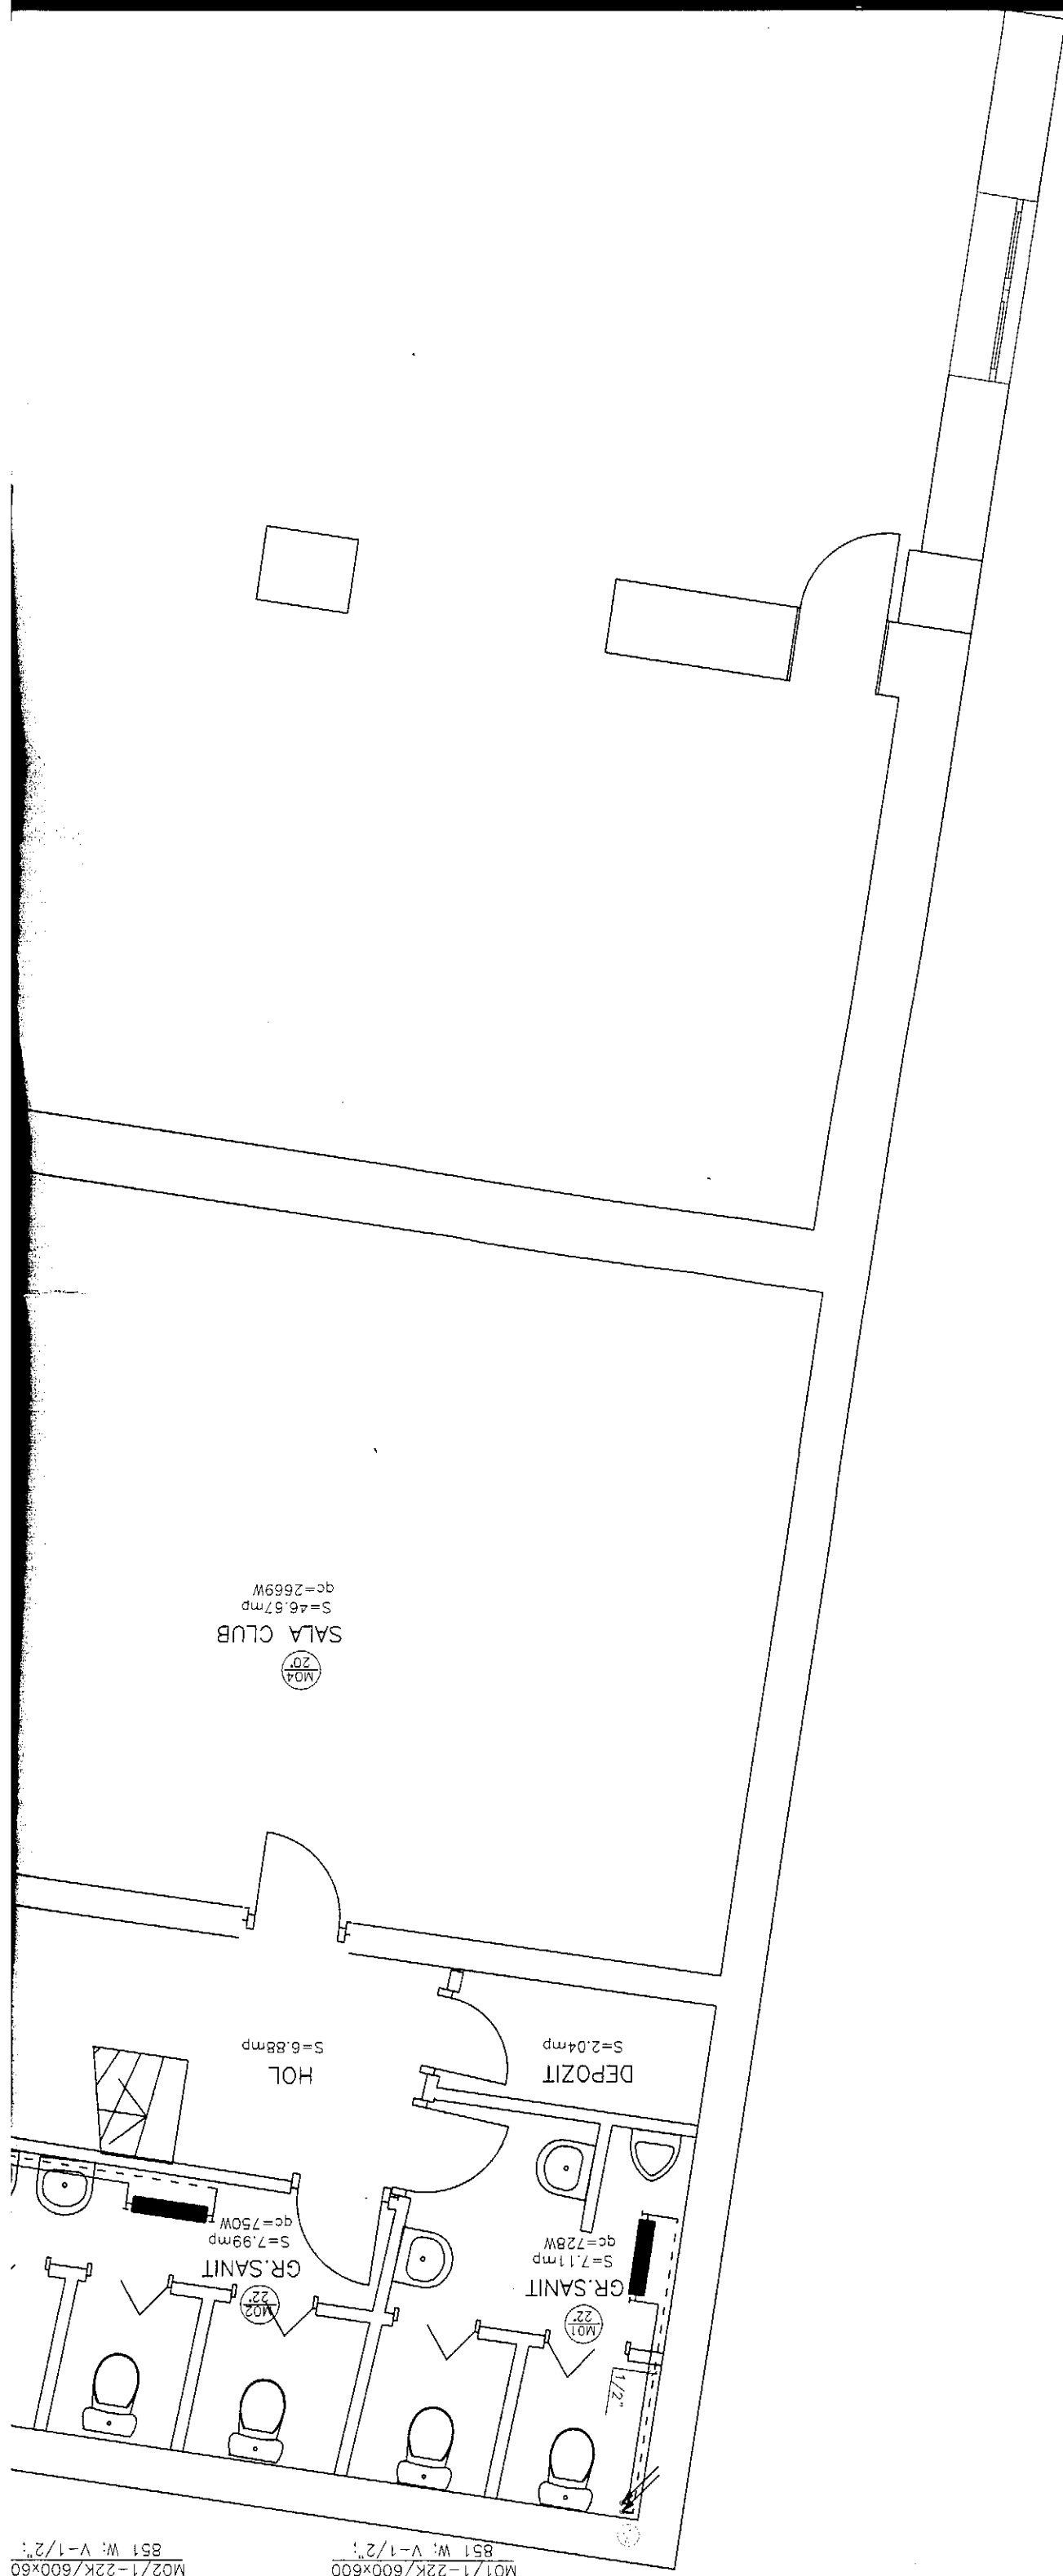 M01/1-22K/600x600
851 W; V-1/2";
M02/1-22K/600x60
851 W; V-1/2";
1/2"
M01
22°
GR.SANIT
S=7.11mp
qc=728W
M02
22°
GR.SANIT
S=7.99mp
qc=750W
DEPOZIT
S=2.04mp
HOL
S=6.88mp
M04
20°
SALA CLUB
S=46.57mp
qc=2669W